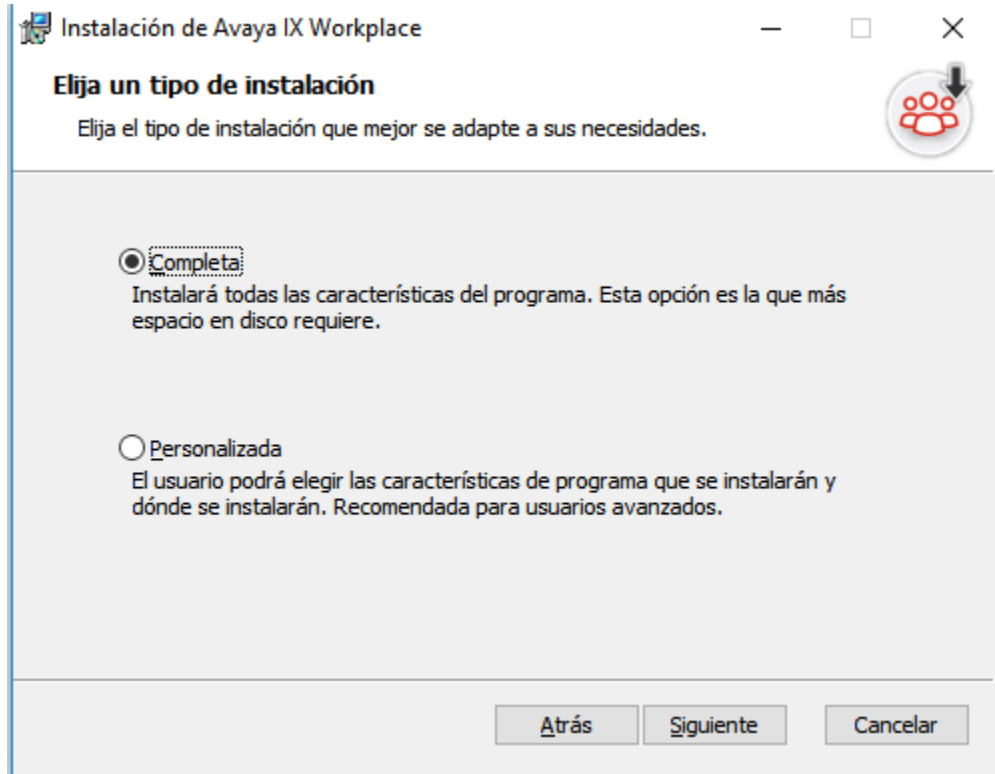 Instalación de Avaya IX Workplace
Elija un tipo de instalación
Elija el tipo de instalación que mejor se adapte a sus necesidades.
Completa
Instalará todas las características del programa. Esta opción es la que más
espacio en disco requiere.
Personalizada
El usuario podrá elegir las características de programa que se instalarán y
dónde se instalarán. Recomendada para usuarios avanzados.
Atrás
Siguiente
Cancelar